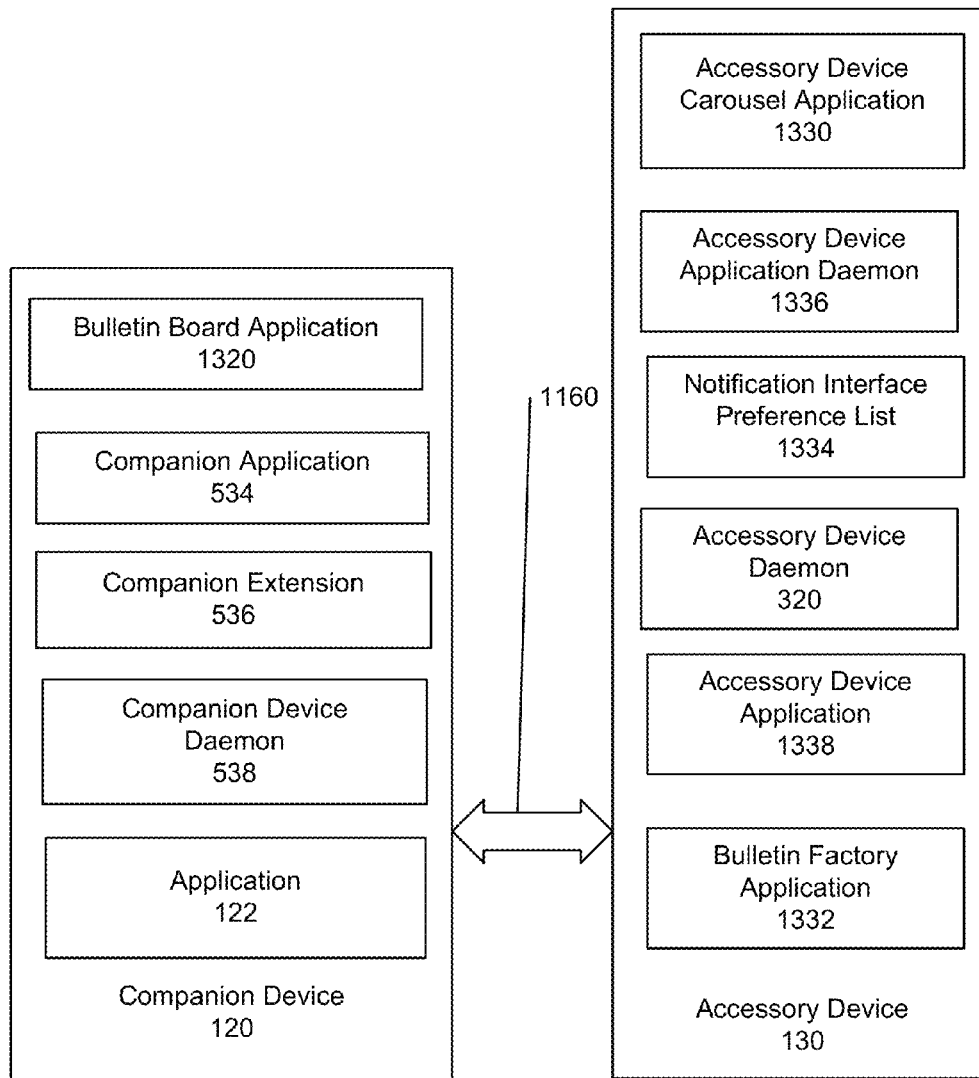 Bulletin Board Application
1320
Companion Application
534
Companion Extension
536
Companion Device
Daemon
538
Application
122
Companion Device
120
1160
Accessory Device
Carousel Application
1330
Accessory Device
Application Daemon
1336
Notification Interface
Preference List
1334
Accessory Device
Daemon
320
Accessory Device
Application
1338
Bulletin Factory
Application
1332
Accessory Device
130